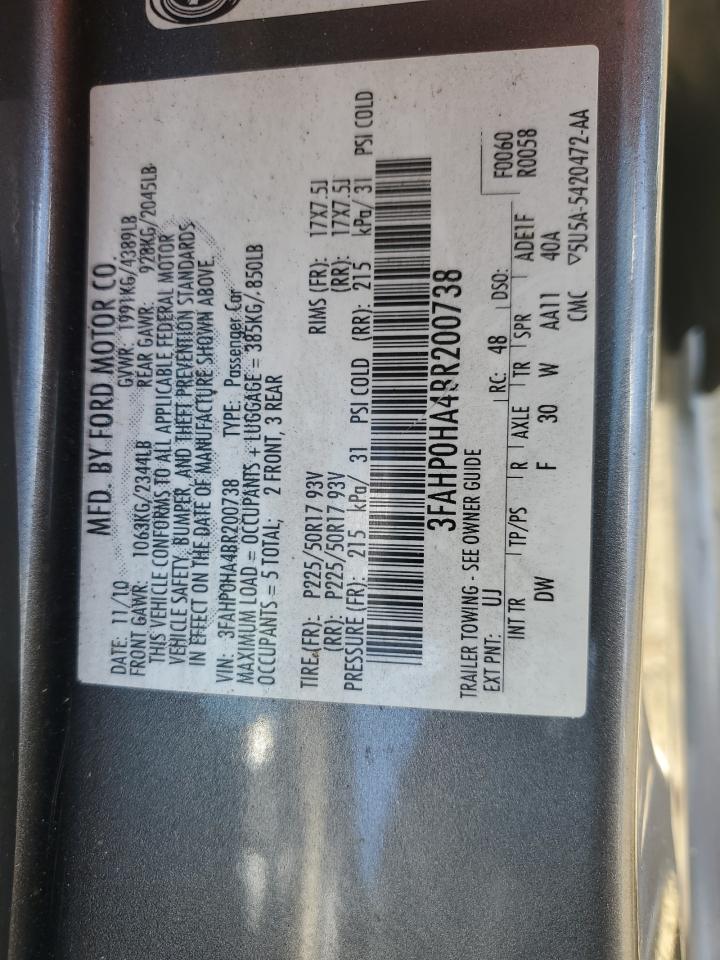 MFD. BY FORD MOTOR CO.
DATE: 11/10 GVWR: 1991KG/4389LB
FRONT GAWR: 1063KG/2344LB REAR GAWR: 928KG/2045LB
THIS VEHICLE CONFORMS TO ALL APPLICABLE FEDERAL MOTOR
VEHICLE SAFETY, BUMPER, AND THEFT PREVENTION STANDARDS
IN EFFECT ON THE DATE OF MANUFACTURE SHOWN ABOVE.
VIN: 3FAHP0HA4BR200738 TYPE: Passenger Car
MAXIMUM LOAD = OCCUPANTS + LUGGAGE = 385KG/ 850LB
OCCUPANTS = 5 TOTAL; 2 FRONT, 3 REAR
TIRE(FR): P225/50R17 93V RIMS (FR): 17X7.5J
(RR): P225/50R17 93V (RR): 17X7.5J
PRESSURE (FR): 215 kPa/ 31 PSI COLD (RR): 215 kPa/ 31 PSI COLD
3FAHP0HA4BR200738
TRAILER TOWING - SEE OWNER GUIDE
EXT PNT: UJ RC: 48 DSO: F0060
R0058
INT TR TP/PS R AXLE TR SPR ADE1F
DW F 30 W AA11 40A
CMC ▽5U5A-5420472-AA